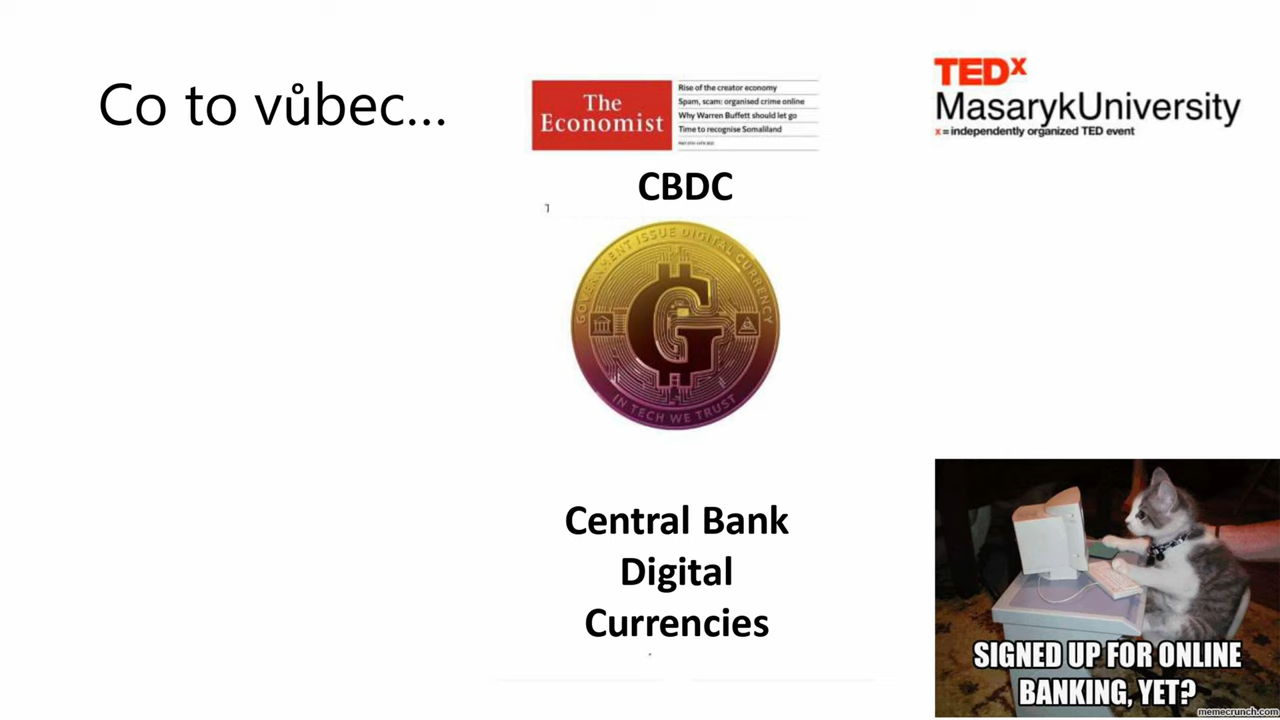 Co to vůbec...
The
Economist
Rise of the creator economy
Spam, scam: organised crime online
Why Warren Buffett should let go
Time to recognise Somaliland
CBDC
GOVERNMENT ISSUE DIGITAL CURRENCY
G
IN TECH WE TRUST
Central Bank
Digital
Currencies
TEDx
MasarykUniversity
x = independently organized TED event
SIGNED UP FOR ONLINE
BANKING, YET?
memecrunch.com